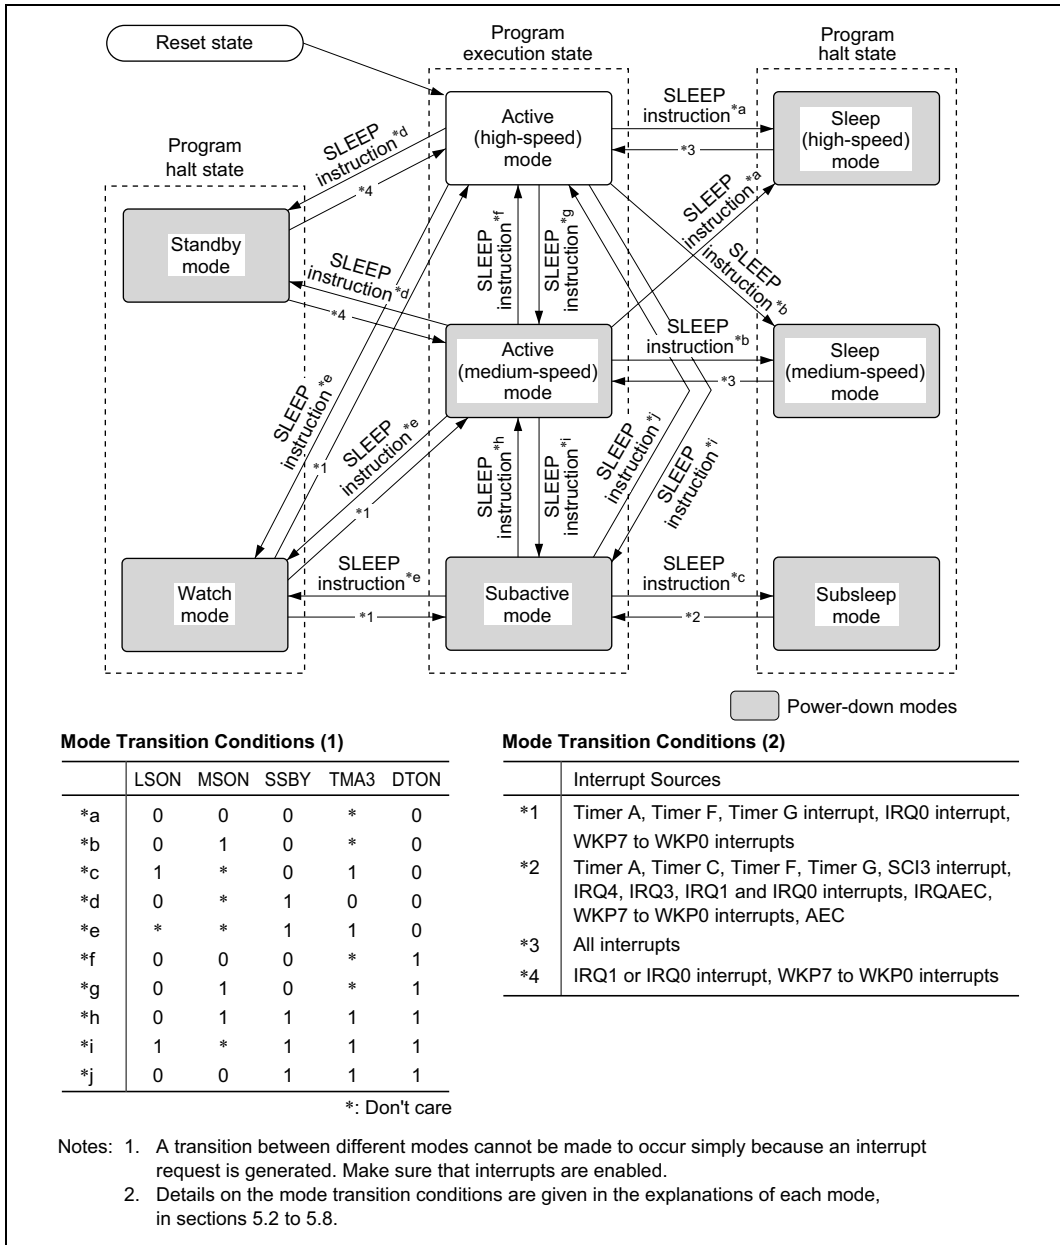 Reset state
Program
execution state
Program
halt state
Program
halt state
Active
(high-speed)
mode
SLEEP
instruction*a
*3
Sleep
(high-speed)
mode
SLEEP
instruction*d
*4
Standby
mode
SLEEP
instruction*d
*4
SLEEP
instruction*f
SLEEP
instruction*g
SLEEP
instruction*a
SLEEP
instruction*b
Active
(medium-speed)
mode
SLEEP
instruction*b
*3
Sleep
(medium-speed)
mode
SLEEP
instruction*e
*1
SLEEP
instruction*e
*1
SLEEP
instruction*h
SLEEP
instruction*i
SLEEP
instruction*j
SLEEP
instruction*i
Watch
mode
SLEEP
instruction*e
*1
Subactive
mode
SLEEP
instruction*c
*2
Subsleep
mode
Power-down modes
Mode Transition Conditions (1)
LSON MSON SSBY TMA3 DTON
*a 0 0 0 * 0
*b 0 1 0 * 0
*c 1 * 0 1 0
*d 0 * 1 0 0
*e * * 1 1 0
*f 0 0 0 * 1
*g 0 1 0 * 1
*h 0 1 1 1 1
*i 1 * 1 1 1
*j 0 0 1 1 1
*: Don't care
Mode Transition Conditions (2)
Interrupt Sources
*1 Timer A, Timer F, Timer G interrupt, IRQ0 interrupt,
WKP7 to WKP0 interrupts
*2 Timer A, Timer C, Timer F, Timer G, SCI3 interrupt,
IRQ4, IRQ3, IRQ1 and IRQ0 interrupts, IRQAEC,
WKP7 to WKP0 interrupts, AEC
*3 All interrupts
*4 IRQ1 or IRQ0 interrupt, WKP7 to WKP0 interrupts
Notes: 1. A transition between different modes cannot be made to occur simply because an interrupt
request is generated. Make sure that interrupts are enabled.
2. Details on the mode transition conditions are given in the explanations of each mode,
in sections 5.2 to 5.8.